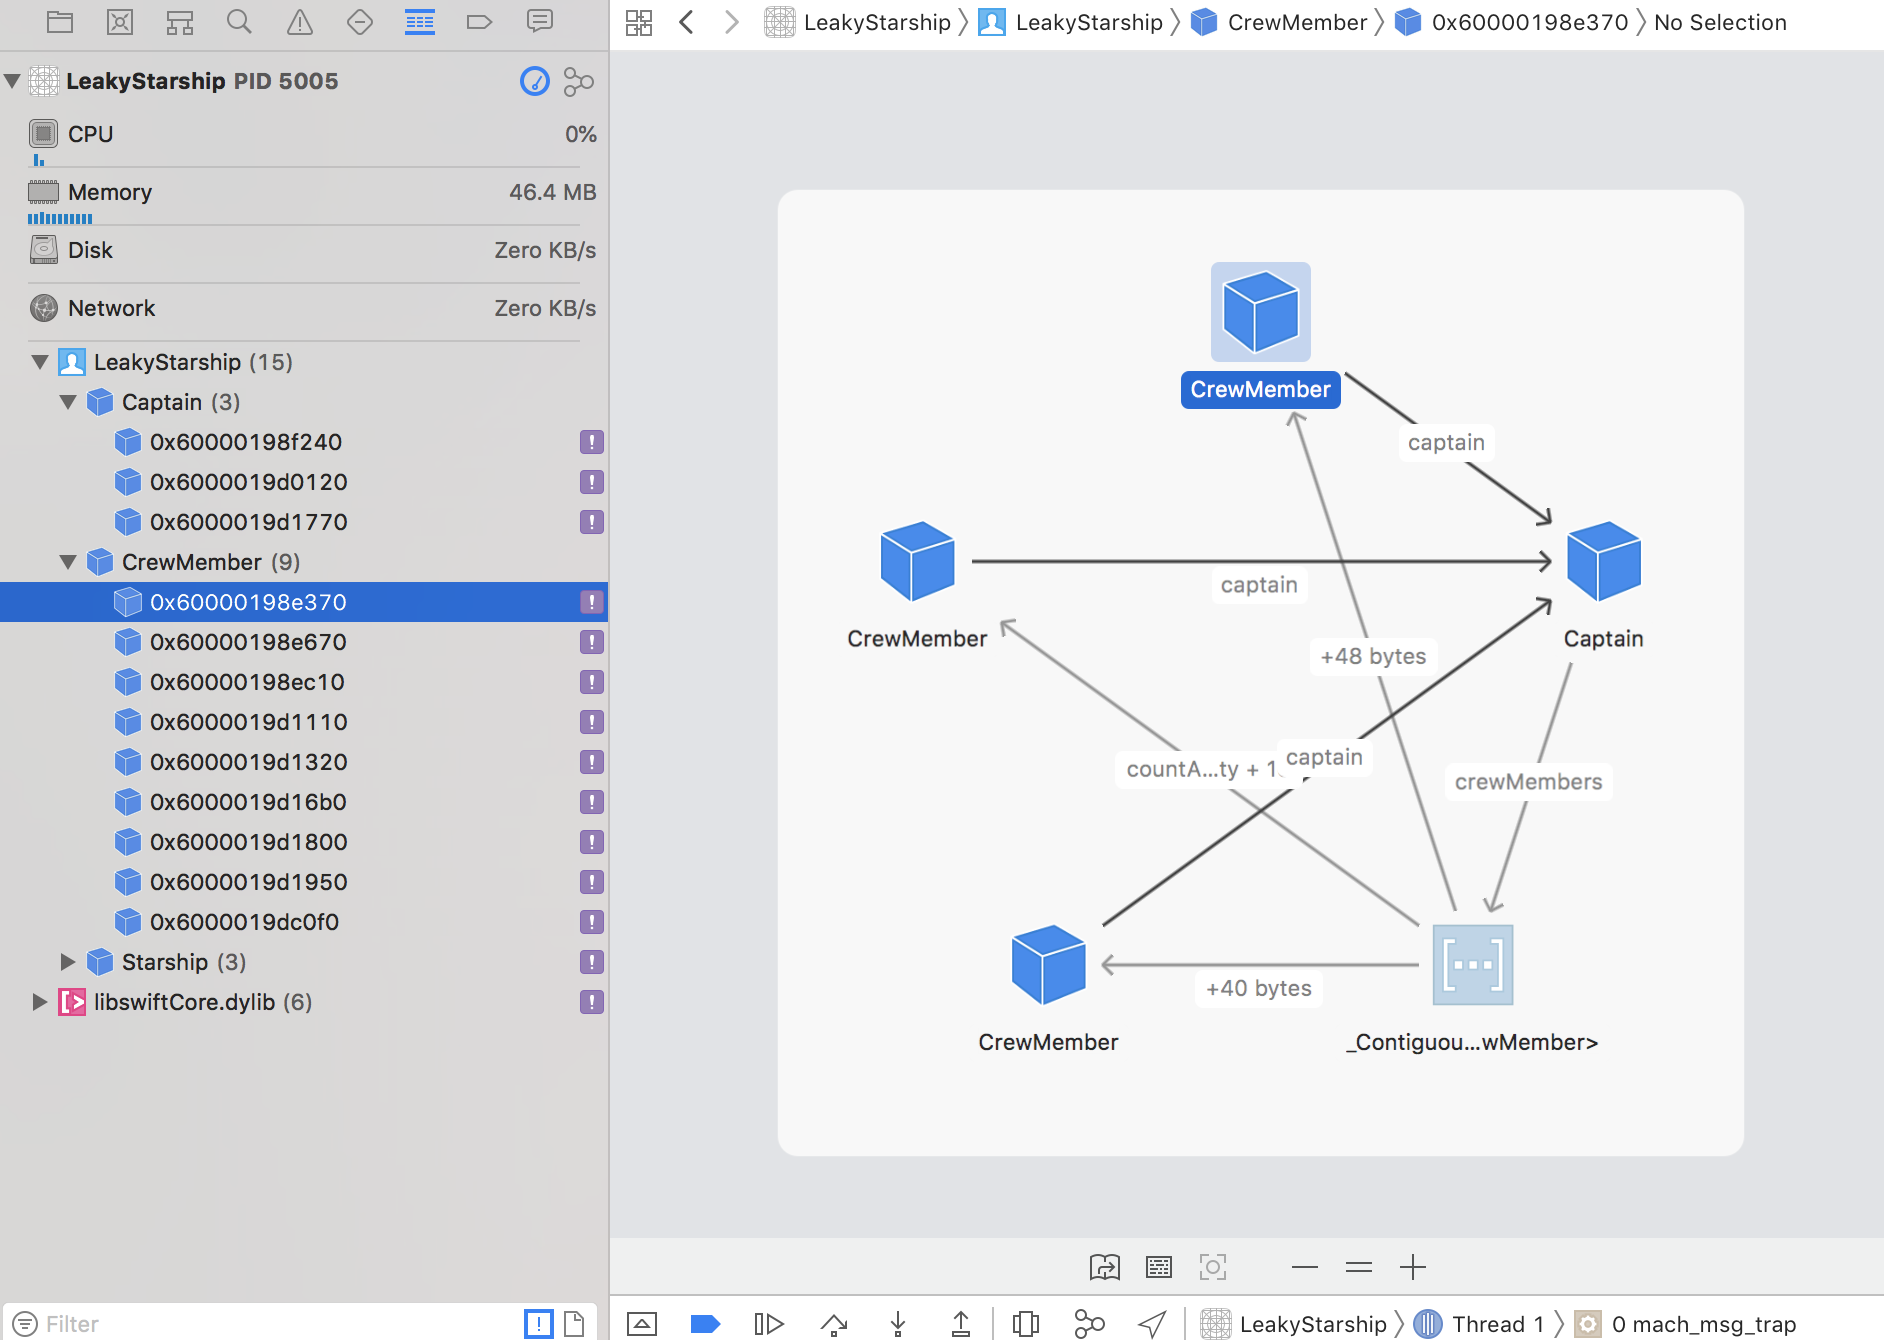 LeakyStarship PID 5005
CPU 0%
Memory 46.4 MB
Disk Zero KB/s
Network Zero KB/s
LeakyStarship (15)
Captain (3)
0x60000198f240
0x6000019d0120
0x6000019d1770
CrewMember (9)
0x60000198e370
0x60000198e670
0x60000198ec10
0x6000019d1110
0x6000019d1320
0x6000019d16b0
0x6000019d1800
0x6000019d1950
0x6000019dc0f0
Starship (3)
libswiftCore.dylib (6)
Filter
LeakyStarship LeakyStarship CrewMember 0x60000198e370 No Selection
CrewMember
captain
captain
CrewMember
Captain
+48 bytes
captain
countA...ty + 1
crewMembers
+40 bytes
CrewMember
_Contiguou...wMember>
LeakyStarship Thread 1 0 mach_msg_trap